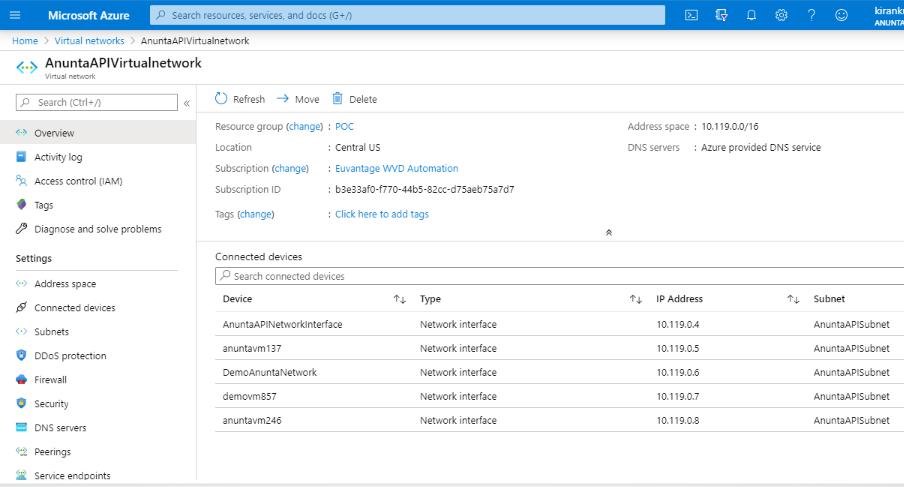 Microsoft Azure
Search resources, services, and docs (G+/)
Home > Virtual networks > AnuntaAPIVirtualnetwork
AnuntaAPIVirtualnetwork
Virtual network
Search (Ctrl+/)
«
Overview
Activity log
Access control (IAM)
Tags
Diagnose and solve problems
Settings
Address space
Connected devices
Subnets
DDoS protection
Firewall
Security
DNS servers
Peerings
Service endpoints
Refresh Move Delete
Resource group (change) : POC Address space : 10.119.0.0/16
Location : Central US DNS servers : Azure provided DNS service
Subscription (change) : Euvantage WVD Automation
Subscription ID : b3e33af0-f770-44b5-82cc-d75aeb75a7d7
Tags (change) : Click here to add tags
Connected devices
Search connected devices
Device Type IP Address Subnet
AnuntaAPINetworkInterface Network interface 10.119.0.4 AnuntaAPISubnet
anuntavm137 Network interface 10.119.0.5 AnuntaAPISubnet
DemoAnuntaNetwork Network interface 10.119.0.6 AnuntaAPISubnet
demovm857 Network interface 10.119.0.7 AnuntaAPISubnet
anuntavm246 Network interface 10.119.0.8 AnuntaAPISubnet